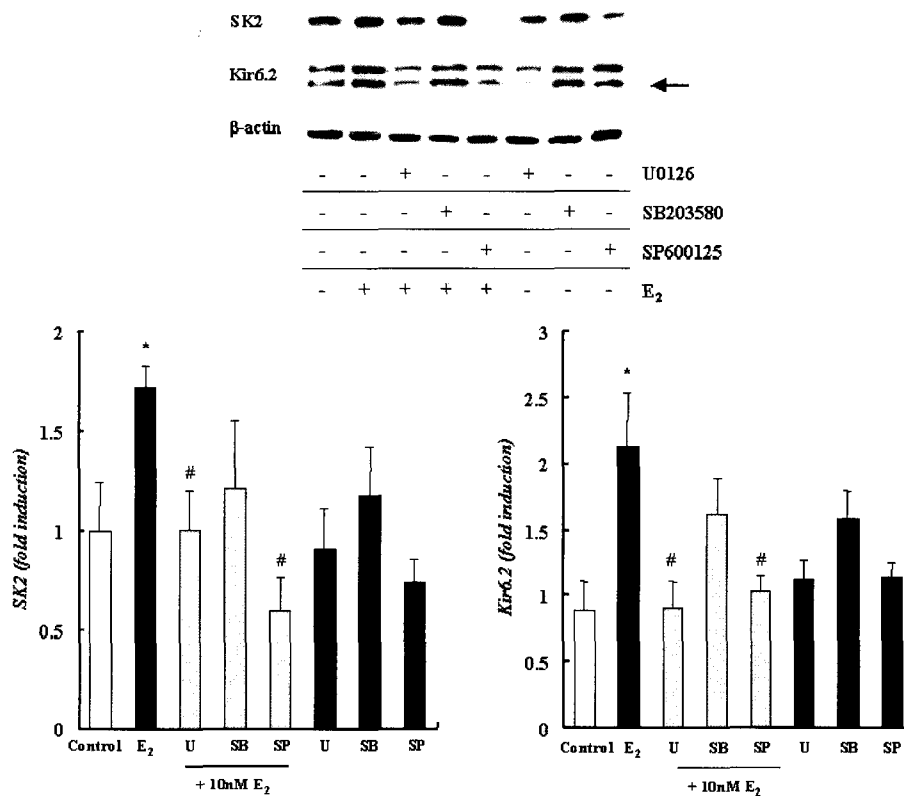 SK2
Kir6.2
β-actin
- - + - - + - - U0126
- - - + - - + - SB203580
- - - - + - - + SP600125
- + + + + - - - E₂
SK2 (fold induction)
2
1.5
1
0.5
0
*
#
#
Control E₂ U SB SP U SB SP
+ 10nM E₂
Kir6.2 (fold induction)
3
2.5
2
1.5
1
0.5
0
*
#
#
Control E₂ U SB SP U SB SP
+ 10nM E₂